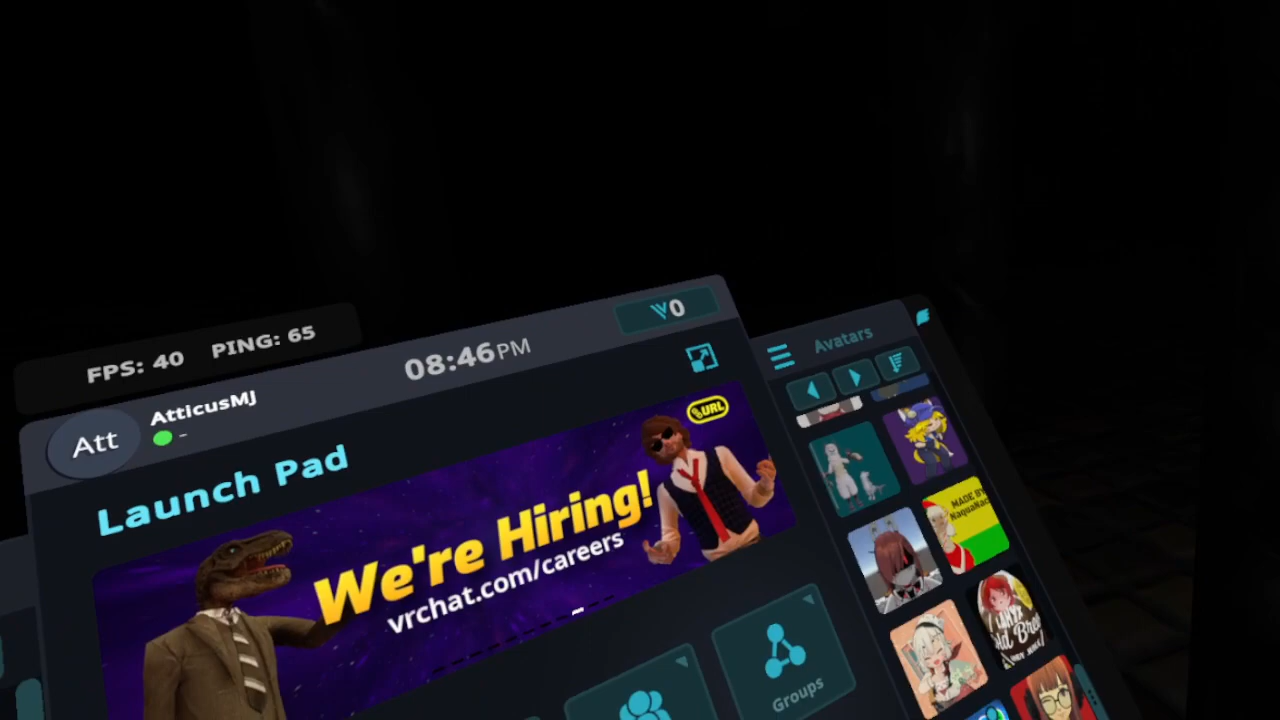 FPS: 40 PING: 65
08:46PM
0
Att
AtticusMJ
-
Launch Pad
URL
We're Hiring!
vrchat.com/careers
Groups
Avatars
MADE BY